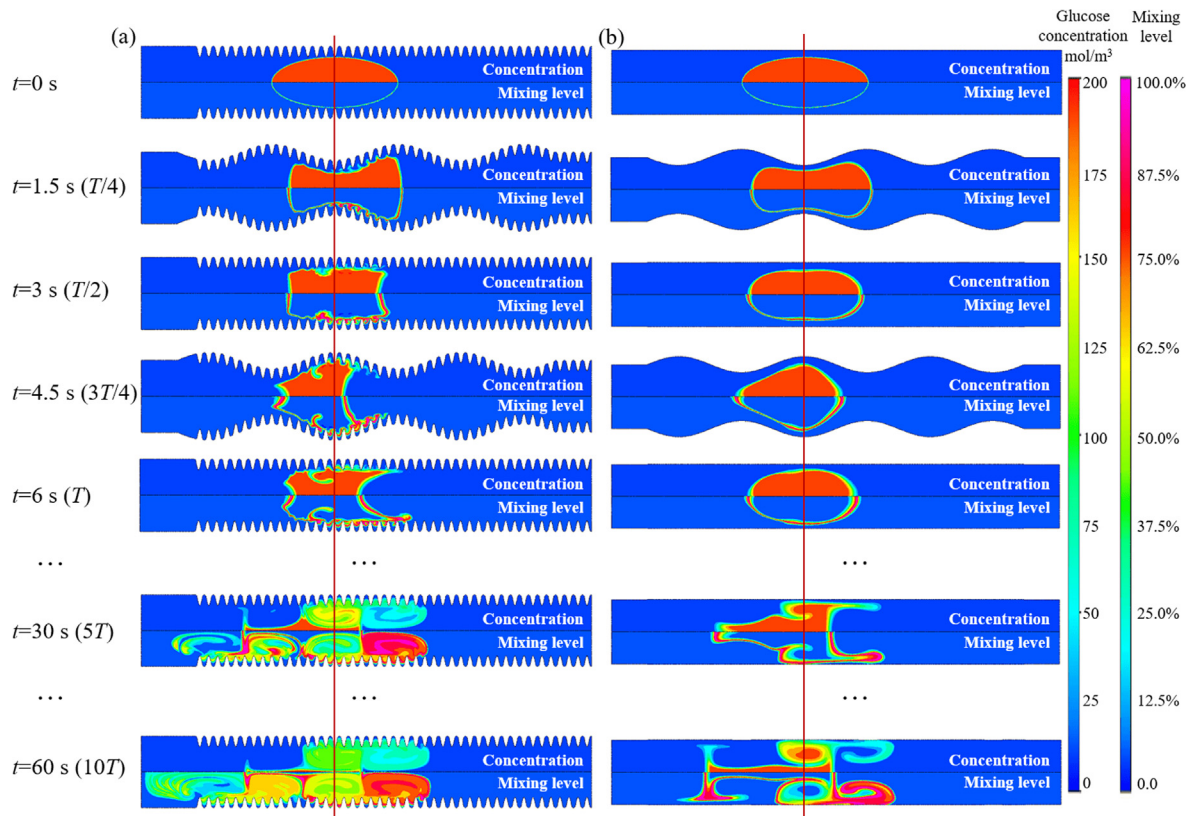 (a)
(b)
Glucose
concentration
mol/m³
Mixing
level
t=0 s
Concentration
Mixing level
Concentration
Mixing level
t=1.5 s (T/4)
Concentration
Mixing level
Concentration
Mixing level
t=3 s (T/2)
Concentration
Mixing level
Concentration
Mixing level
t=4.5 s (3T/4)
Concentration
Mixing level
Concentration
Mixing level
t=6 s (T)
Concentration
Mixing level
Concentration
Mixing level
... ... ...
t=30 s (5T)
Concentration
Mixing level
Concentration
Mixing level
... ... ...
t=60 s (10T)
Concentration
Mixing level
Concentration
Mixing level
200
175
150
125
100
75
50
25
0
100.0%
87.5%
75.0%
62.5%
50.0%
37.5%
25.0%
12.5%
0.0